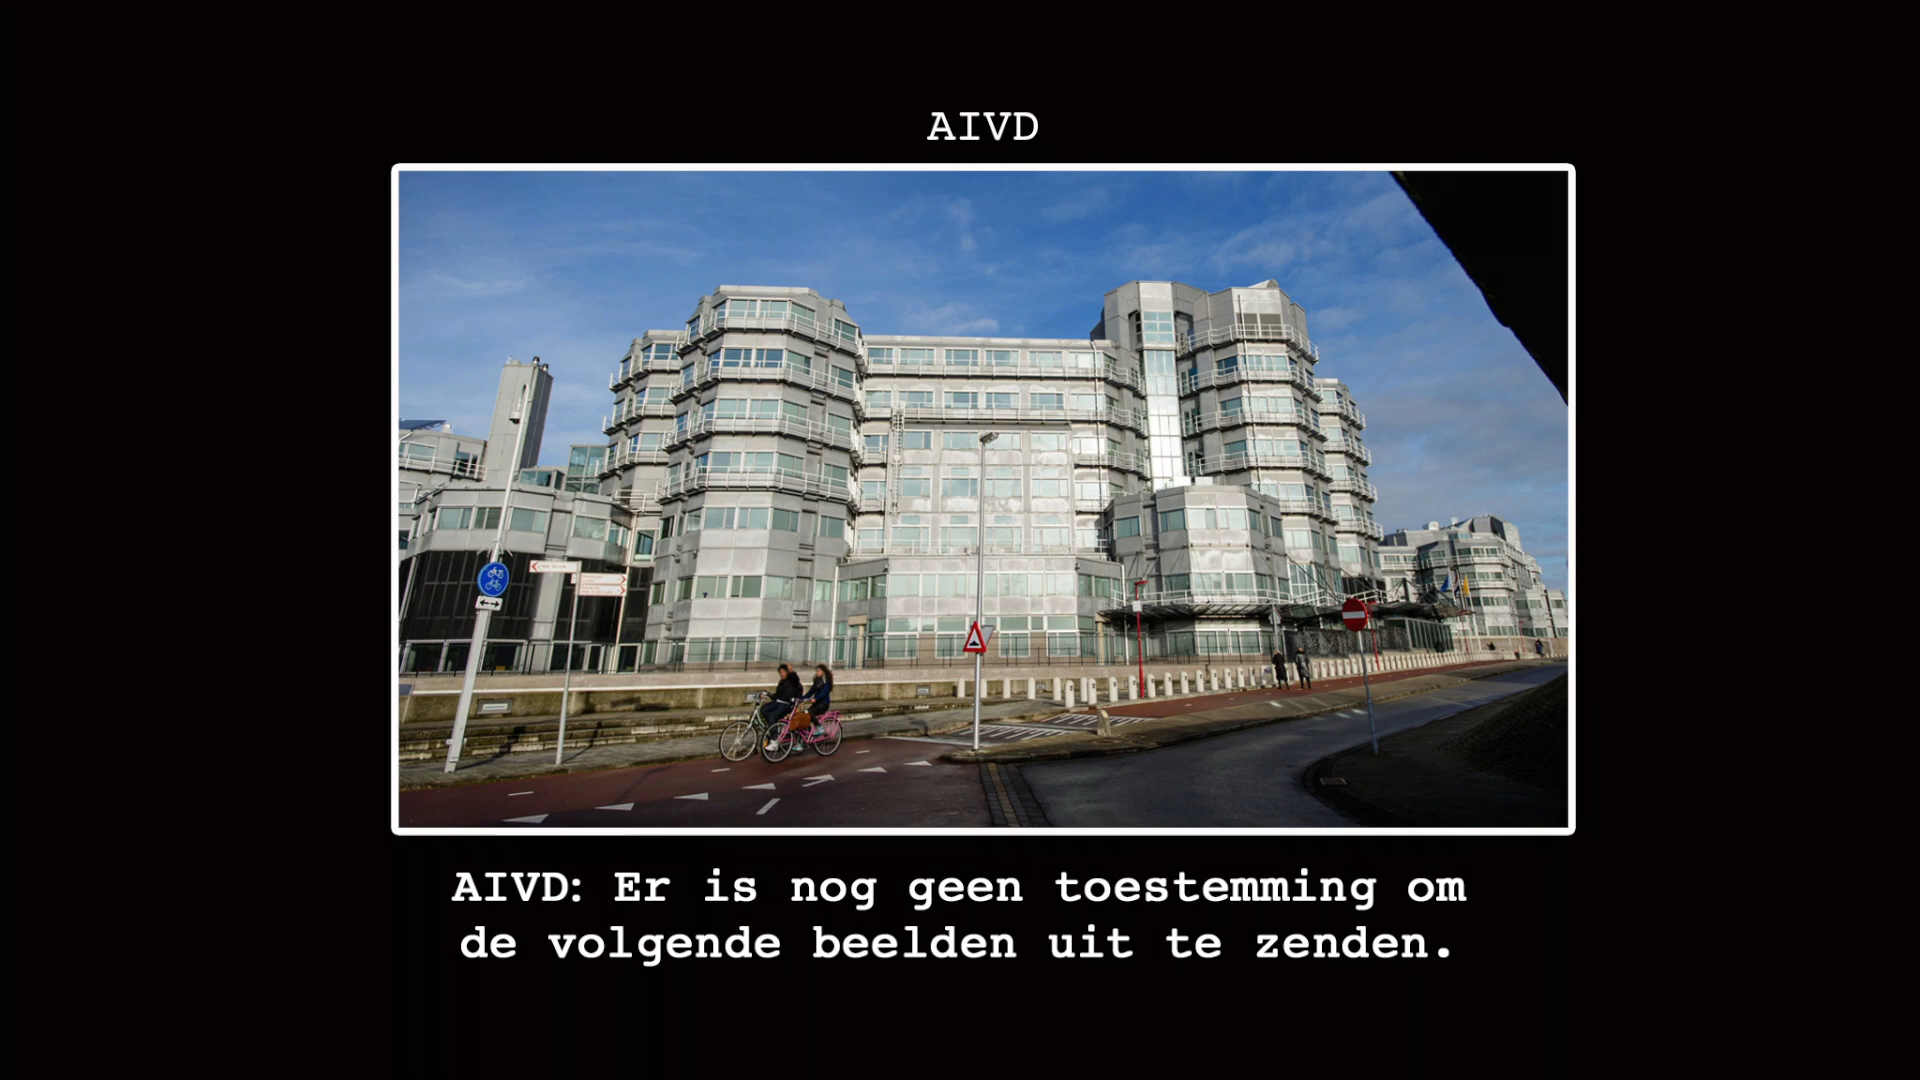 AIVD
AIVD: Er is nog geen toestemming om
de volgende beelden uit te zenden.